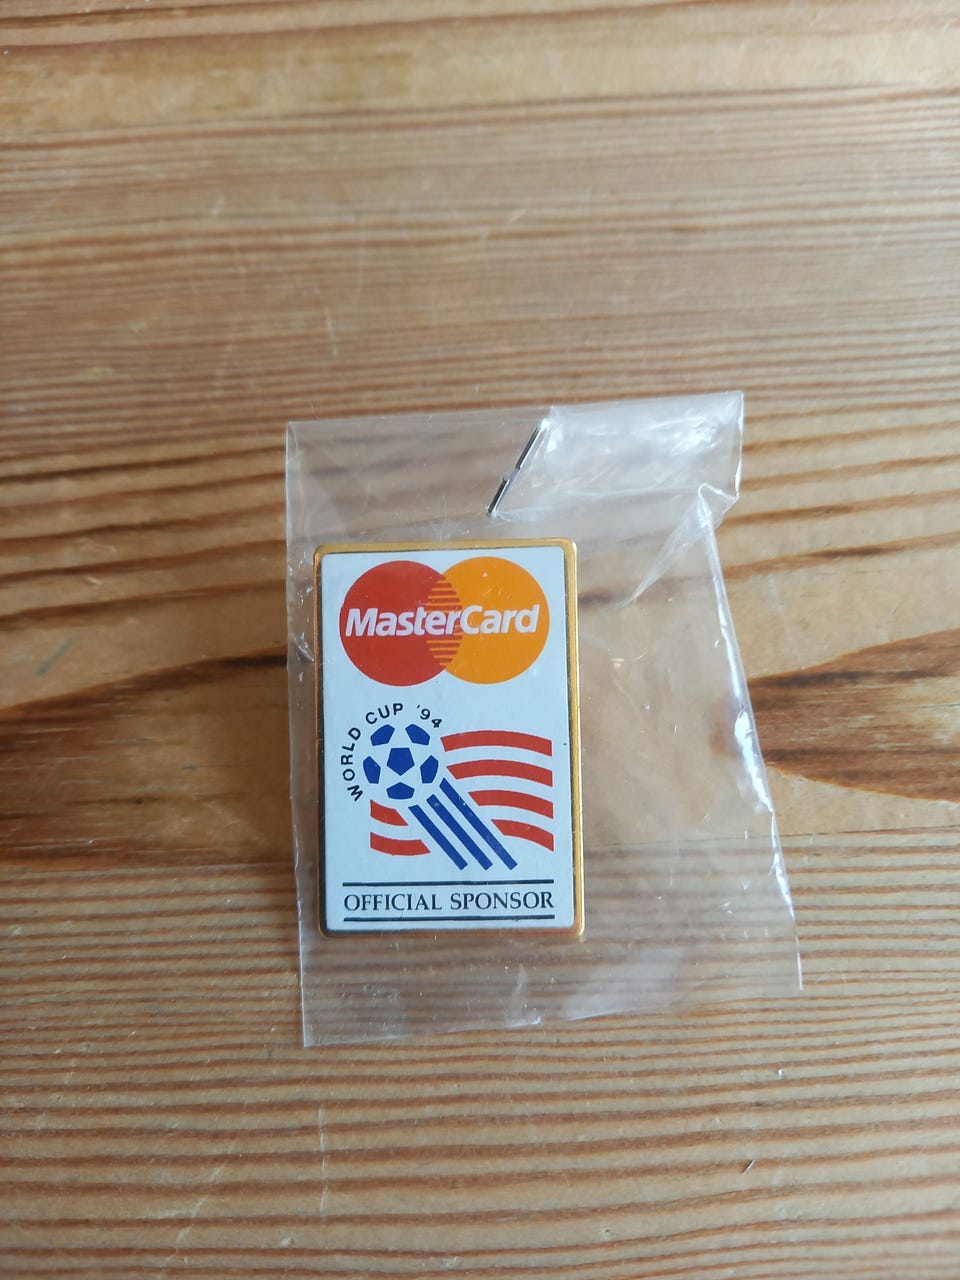 MasterCard
WORLD CUP '94
OFFICIAL SPONSOR